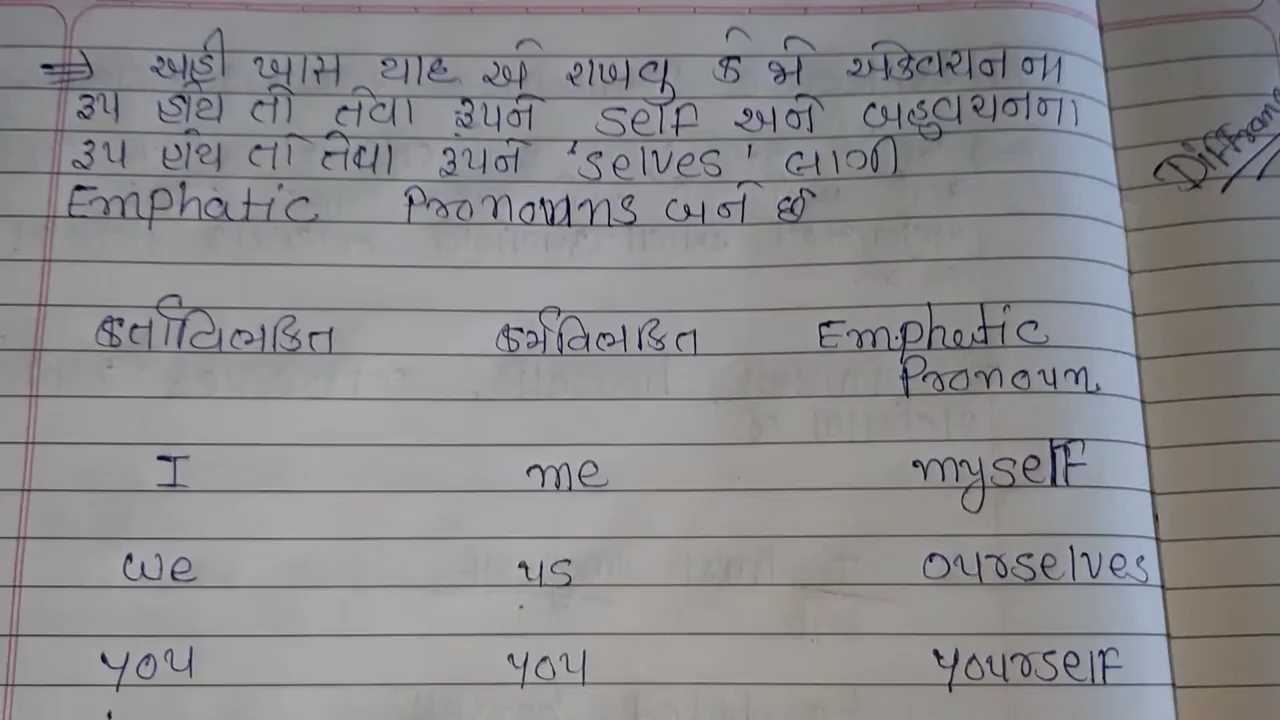 ⇒ અહી ખાસ યાદ એ રાખવુ કે જો એકવચન ના
રૂપ હોય તો તેવા રૂપને self અને બહુવચનના
રૂપ હોય તો તેવા રૂપને 'selves' લાગી
Emphatic Pronouns બને છે
કર્તાવિભકિત કર્મવિભકિત Emphatic
Pronoun.
I me myself
we us ourselves
you you yourself